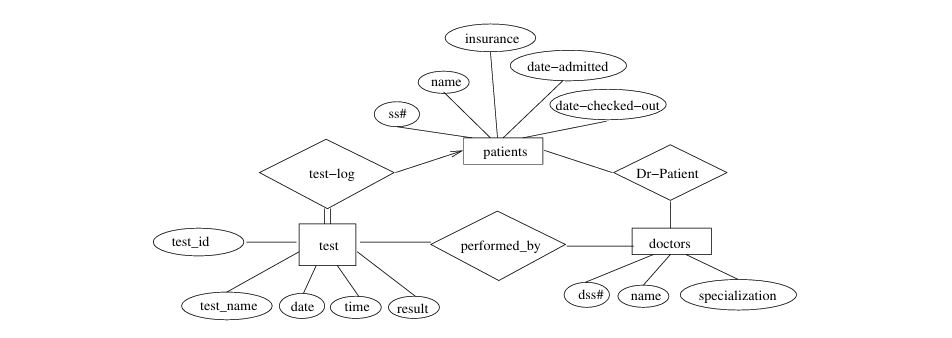 insurance
date−admitted
name
date−checked−out
ss#
patients
test−log
Dr−Patient
test_id
test
performed_by
doctors
test_name
date
time
result
dss#
name
specialization